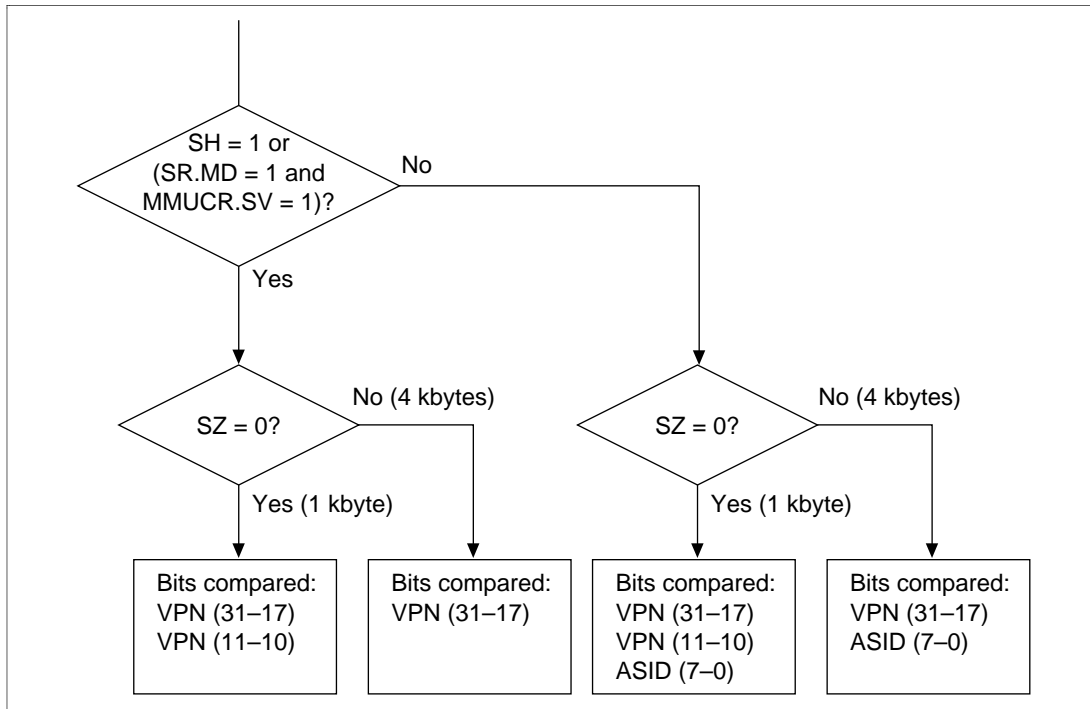 SH = 1 or
(SR.MD = 1 and
MMUCR.SV = 1)?
No
Yes
SZ = 0?
No (4 kbytes)
Yes (1 kbyte)
SZ = 0?
No (4 kbytes)
Yes (1 kbyte)
Bits compared:
VPN (31–17)
VPN (11–10)
Bits compared:
VPN (31–17)
Bits compared:
VPN (31–17)
VPN (11–10)
ASID (7–0)
Bits compared:
VPN (31–17)
ASID (7–0)